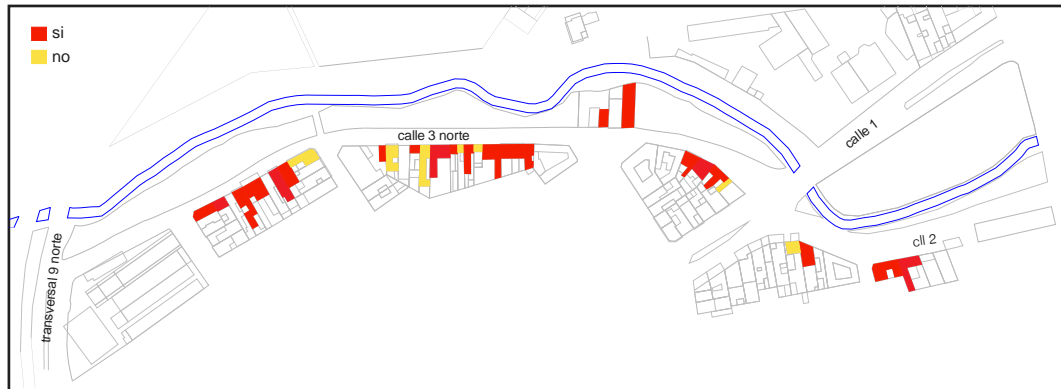 si
no
calle 1
calle 3 norte
cll 2
transversal 9 norte